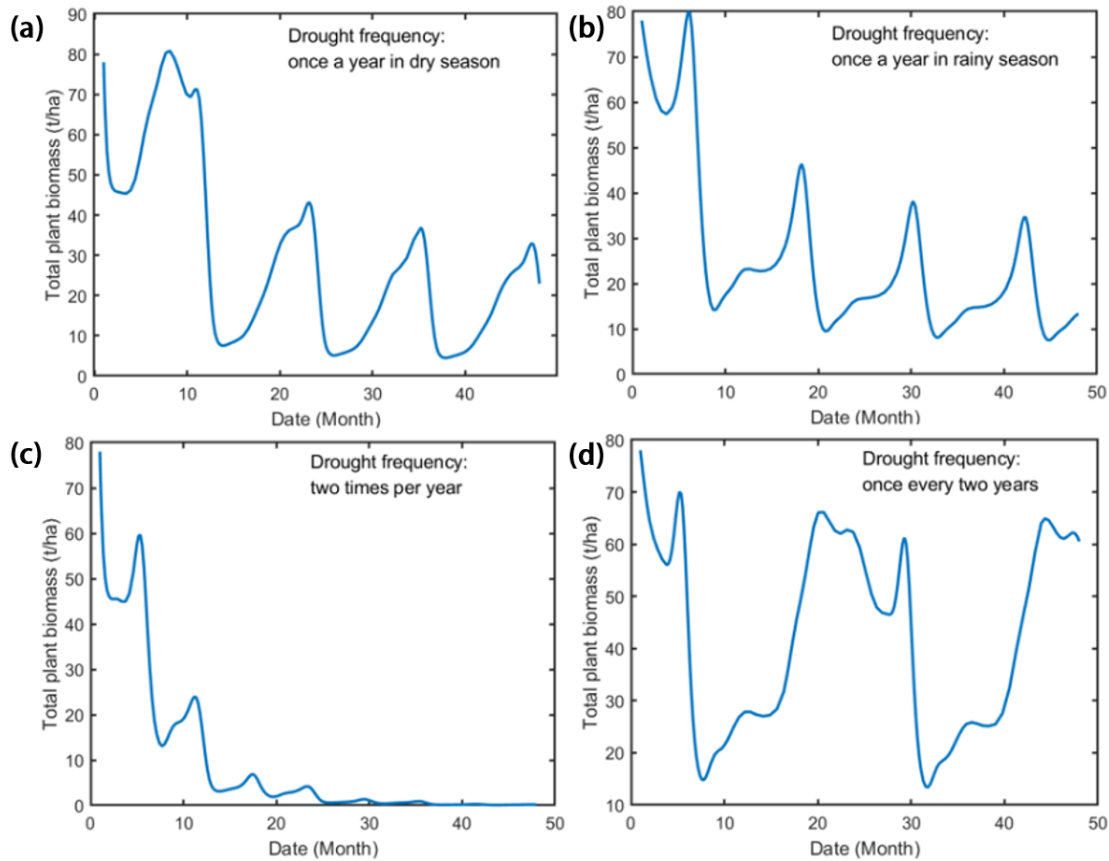 (a)
Drought frequency:
once a year in dry season
Total plant biomass (t/ha)
90
80
70
60
50
40
30
20
10
0
0 10 20 30 40
Date (Month)
(b)
Drought frequency:
once a year in rainy season
Total plant biomass (t/ha)
80
70
60
50
40
30
20
10
0
10 20 30 40 50
Date (Month)
(c)
Drought frequency:
two times per year
Total plant biomass (t/ha)
80
70
60
50
40
30
20
10
0
0 10 20 30 40 50
Date (Month)
(d)
Drought frequency:
once every two years
Total plant biomass (t/ha)
80
70
60
50
40
30
20
10
0 10 20 30 40 50
Date (Month)